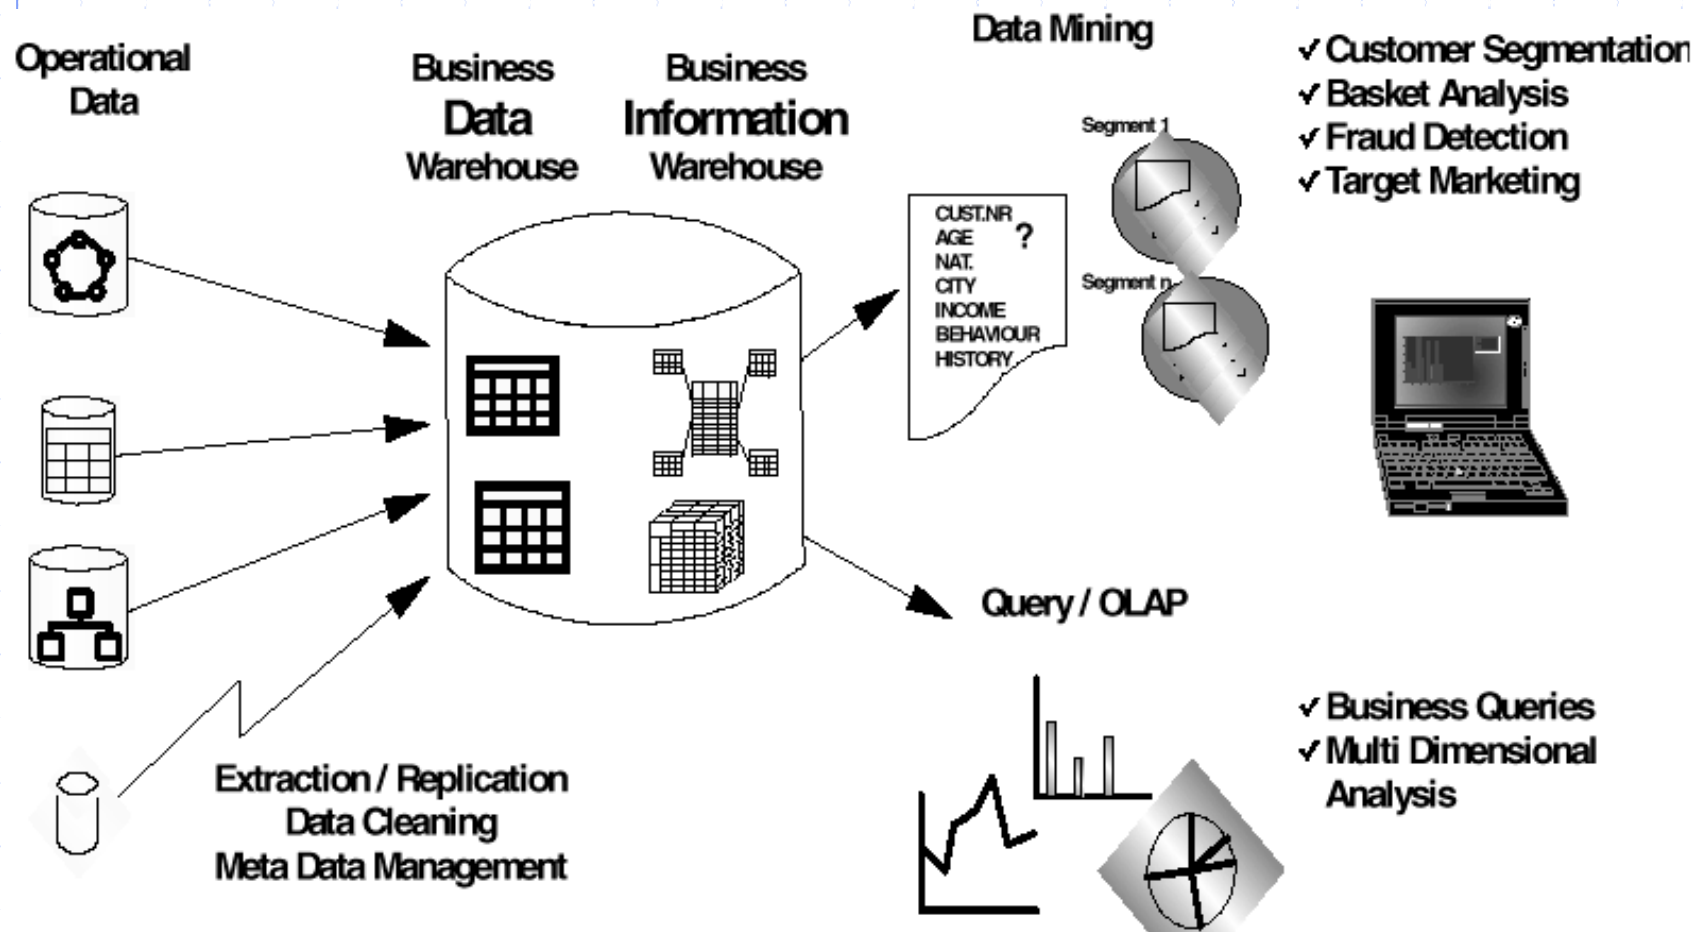 Operational
Data
Business
Data
Warehouse
Business
Information
Warehouse
Data Mining
✓ Customer Segmentation
✓ Basket Analysis
✓ Fraud Detection
✓ Target Marketing
Segment 1
CUST.NR
AGE ?
NAT.
CITY
INCOME
BEHAVIOUR
HISTORY
Segment n
Query / OLAP
✓ Business Queries
✓ Multi Dimensional
Analysis
Extraction / Replication
Data Cleaning
Meta Data Management